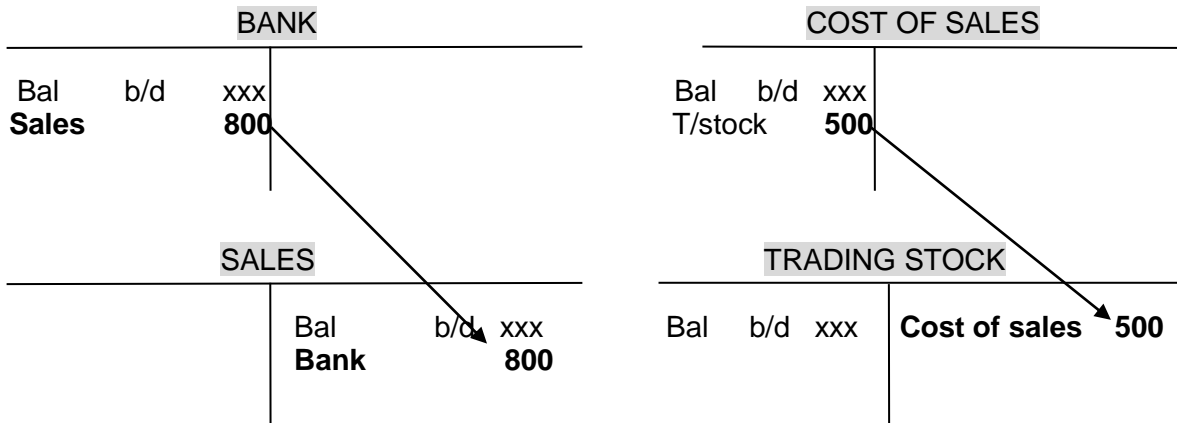 BANK
Bal b/d xxx
Sales 800
COST OF SALES
Bal b/d xxx
T/stock 500
SALES
Bal b/d xxx
Bank 800
TRADING STOCK
Bal b/d xxx Cost of sales 500